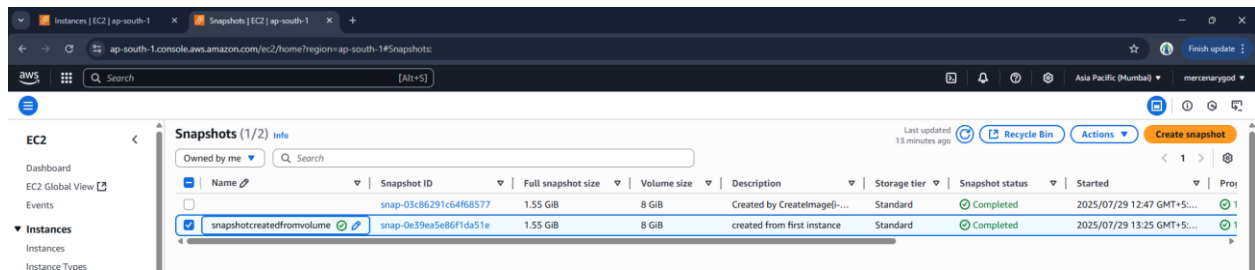 Instances | EC2 | ap-south-1
Snapshots | EC2 | ap-south-1
ap-south-1.console.aws.amazon.com/ec2/home?region=ap-south-1#Snapshots:
Finish update
aws
Search
[Alt+S]
Asia Pacific (Mumbai)
mercenarygod
EC2
Dashboard
EC2 Global View
Events
Instances
Instances
Instance Types
Snapshots (1/2) Info
Last updated
13 minutes ago
Recycle Bin
Actions
Create snapshot
Owned by me
Search
1
Name Snapshot ID Full snapshot size Volume size Description Storage tier Snapshot status Started Prog
snap-03c86291c64f68577 1.55 GiB 8 GiB Created by CreateImage(i-... Standard Completed 2025/07/29 12:47 GMT+5:... 1
snapshotcreatedfromvolume snap-0e39ea5e86f1da51e 1.55 GiB 8 GiB created from first instance Standard Completed 2025/07/29 13:25 GMT+5:... 1